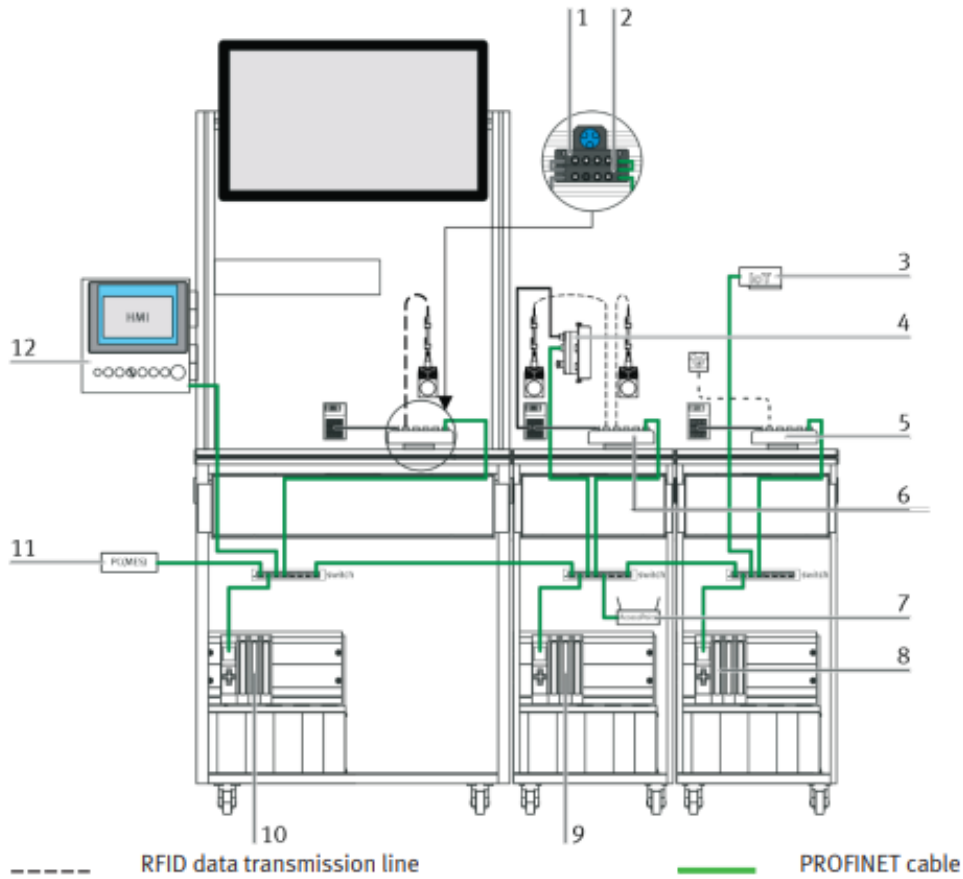 1 2
IoT
3
HMI
4
12
5
6
11
PC(MES)
Switch
Switch
Switch
7
8
10
9
RFID data transmission line
PROFINET cable